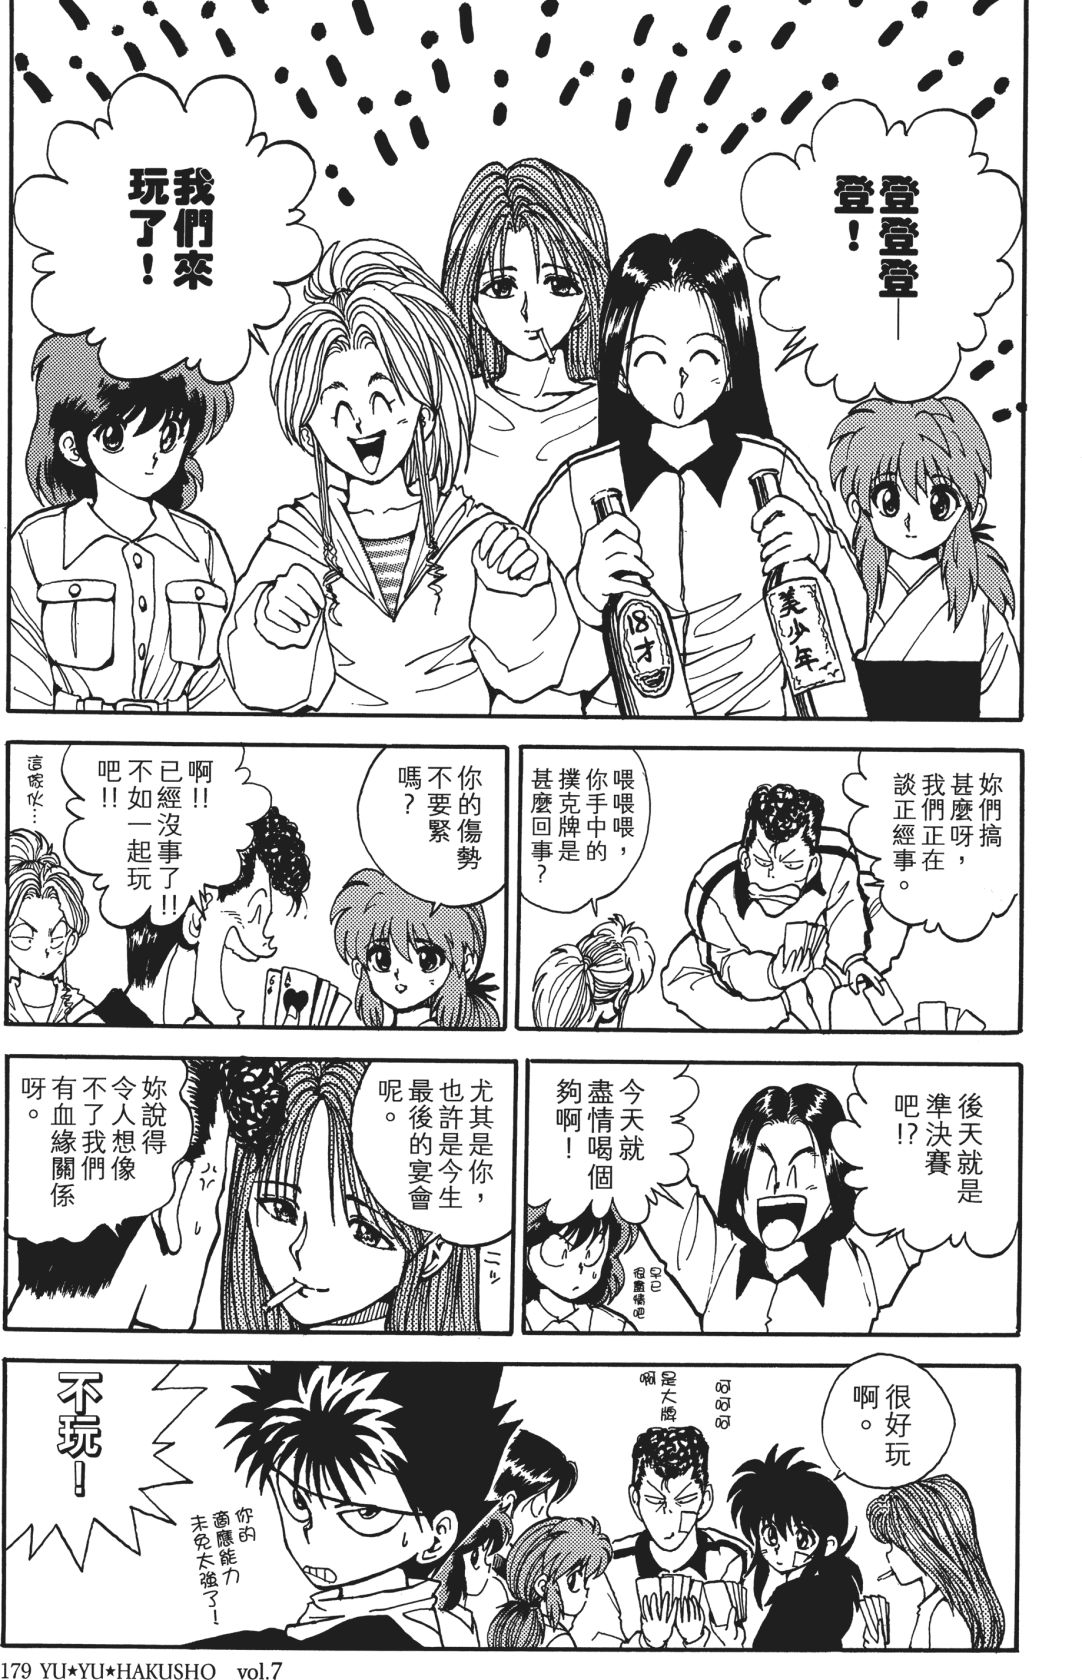 登登登—
登！
我們來
玩了！
18才
美少年
妳們搞
甚麼呀，
我們正在
談正經事。
喂喂喂，
你手中的
撲克牌是
甚麼回事？
你的傷勢
不要緊
嗎？
啊!!
已經沒事了!!
不如一起玩
吧!!
這傢伙…
6
A
後天就是
準決賽
吧!?
今天就
盡情喝個
夠啊！
早已
很盡情吧
尤其是你，
也許是今生
最後的宴會
呢。
ニッ
妳說得
令人想像
不了我們
有血緣關係
呀。
很好玩
啊。
呵呵呵
是大牌
啊
你的
適應能力
未免太強了！
不玩！
179 YU★YU★HAKUSHO vol.7